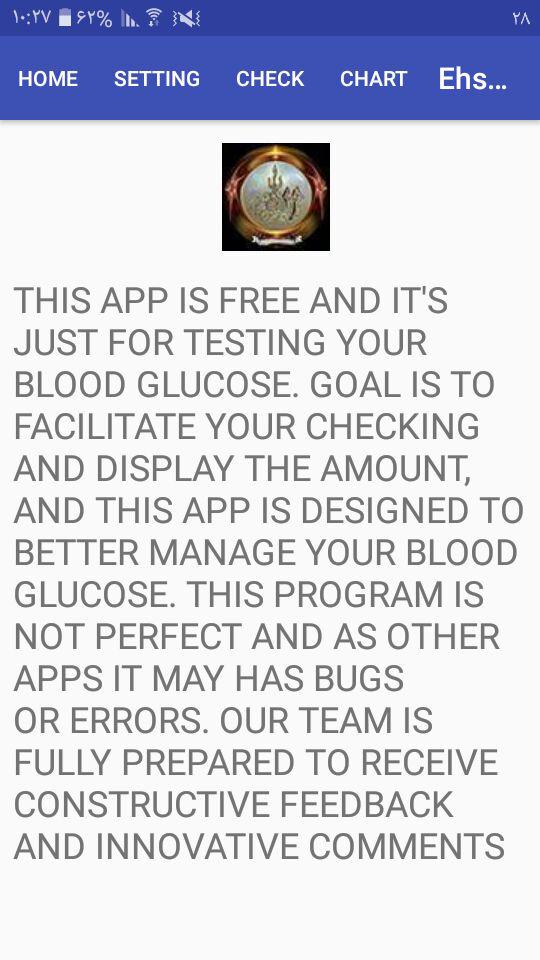 ۱۰:۲۷ ۶۲% ۲۸
HOME SETTING CHECK CHART Ehs...
THIS APP IS FREE AND IT'S
JUST FOR TESTING YOUR
BLOOD GLUCOSE. GOAL IS TO
FACILITATE YOUR CHECKING
AND DISPLAY THE AMOUNT,
AND THIS APP IS DESIGNED TO
BETTER MANAGE YOUR BLOOD
GLUCOSE. THIS PROGRAM IS
NOT PERFECT AND AS OTHER
APPS IT MAY HAS BUGS
OR ERRORS. OUR TEAM IS
FULLY PREPARED TO RECEIVE
CONSTRUCTIVE FEEDBACK
AND INNOVATIVE COMMENTS